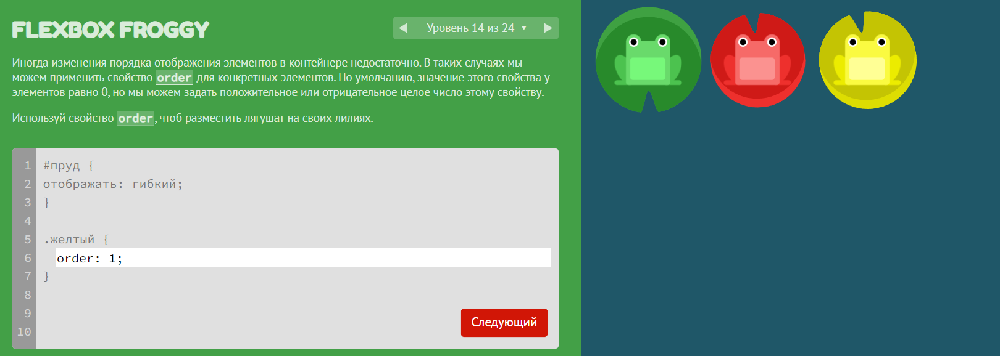 FLEXBOX FROGGY
Уровень 14 из 24
Иногда изменения порядка отображения элементов в контейнере недостаточно. В таких случаях мы
можем применить свойство order для конкретных элементов. По умолчанию, значение этого свойства у
элементов равно 0, но мы можем задать положительное или отрицательное целое число этому свойству.
Используй свойство order, чтоб разместить лягушат на своих лилиях.
1 #пруд {
2 отображать: гибкий;
3 }
4
5 .желтый {
6 order: 1;
7 }
8
9
10
Следующий